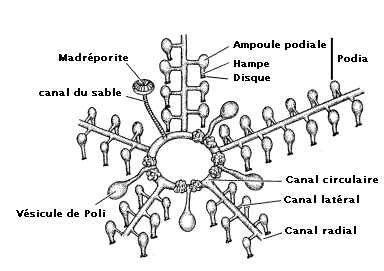 Ampoule podiale
Podia
Madréporite
Hampe
Disque
canal du sable
Canal circulaire
Canal latéral
Vésicule de Poli
Canal radial